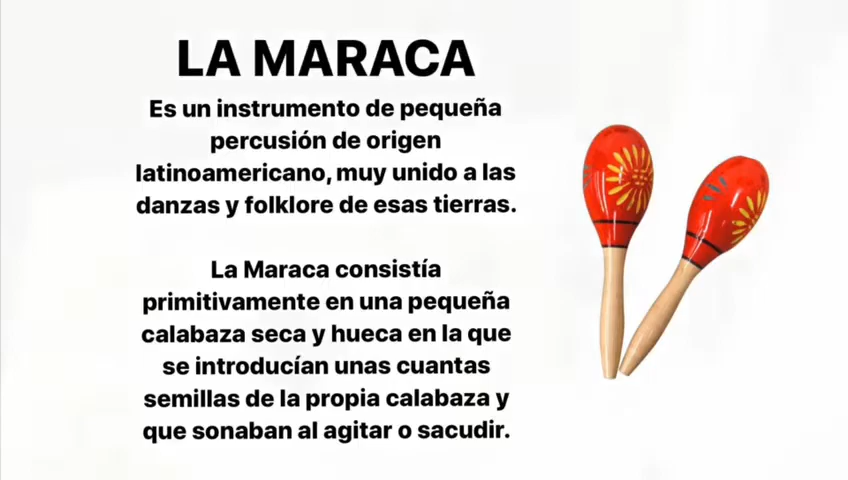 LA MARACA
Es un instrumento de pequeña
percusión de origen
latinoamericano, muy unido a las
danzas y folklore de esas tierras.
La Maraca consistía
primitivamente en una pequeña
calabaza seca y hueca en la que
se introducían unas cuantas
semillas de la propia calabaza y
que sonaban al agitar o sacudir.